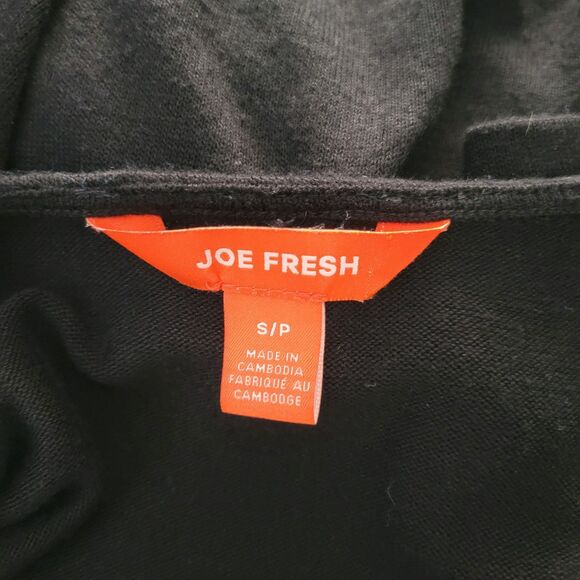 JOE FRESH
S/P
MADE IN
CAMBODIA
FABRIQUÉ AU
CAMBODGE